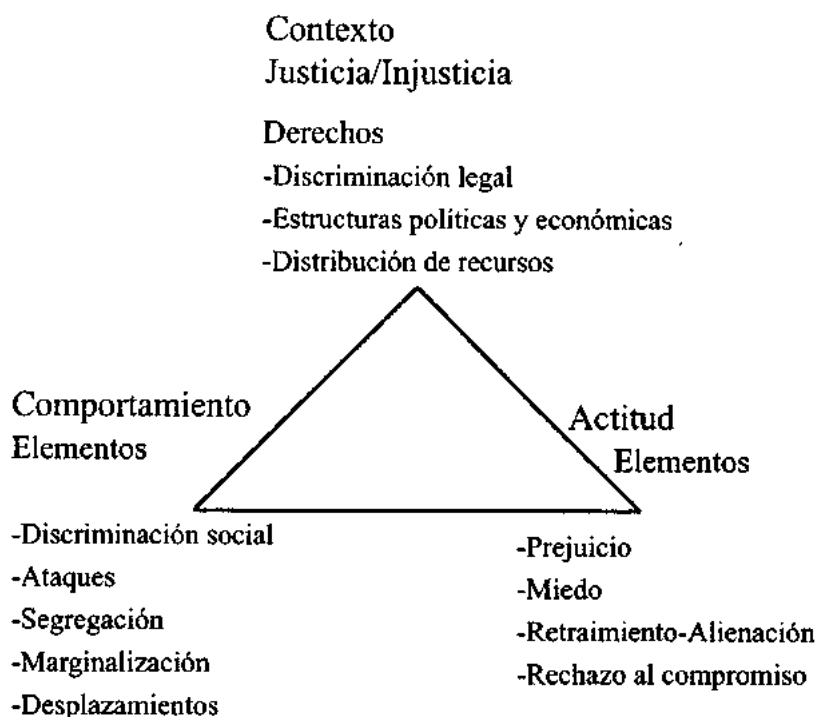 Contexto
Justicia/Injusticia
Derechos
-Discriminación legal
-Estructuras políticas y económicas
-Distribución de recursos
Comportamiento
Elementos
-Discriminación social
-Ataques
-Segregación
-Marginalización
-Desplazamientos
Actitud
Elementos
-Prejuicio
-Miedo
-Retraimiento-Alienación
-Rechazo al compromiso